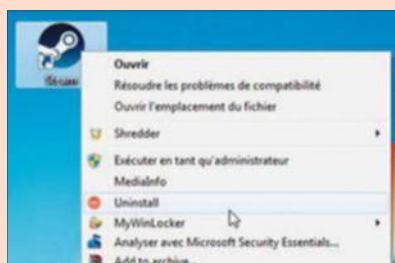 Steam
Ouvrir
Résoudre les problèmes de compatibilité
Ouvrir l'emplacement du fichier
Shredder
Exécuter en tant qu'administrateur
MediaInfo
Uninstall
MyWinLocker
Analyser avec Microsoft Security Essentials...
Add to archive...